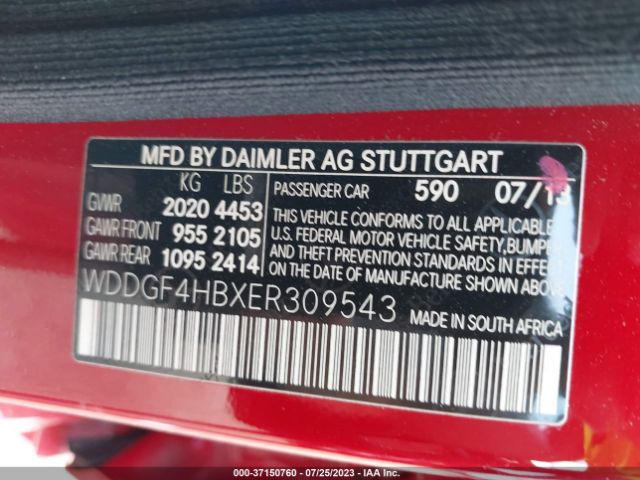 MFD BY DAIMLER AG STUTTGART
KG LBS
GVWR 2020 4453
GAWR FRONT 955 2105
GAWR REAR 1095 2414
PASSENGER CAR 590 07/13
THIS VEHICLE CONFORMS TO ALL APPLICABLE
U.S. FEDERAL MOTOR VEHICLE SAFETY, BUMPER
AND THEFT PREVENTION STANDARDS IN EFFECT
ON THE DATE OF MANUFACTURE SHOWN ABOVE.
WDDGF4HBXER309543 MADE IN SOUTH AFRICA
000-37150760 - 07/25/2023 - IAA Inc.